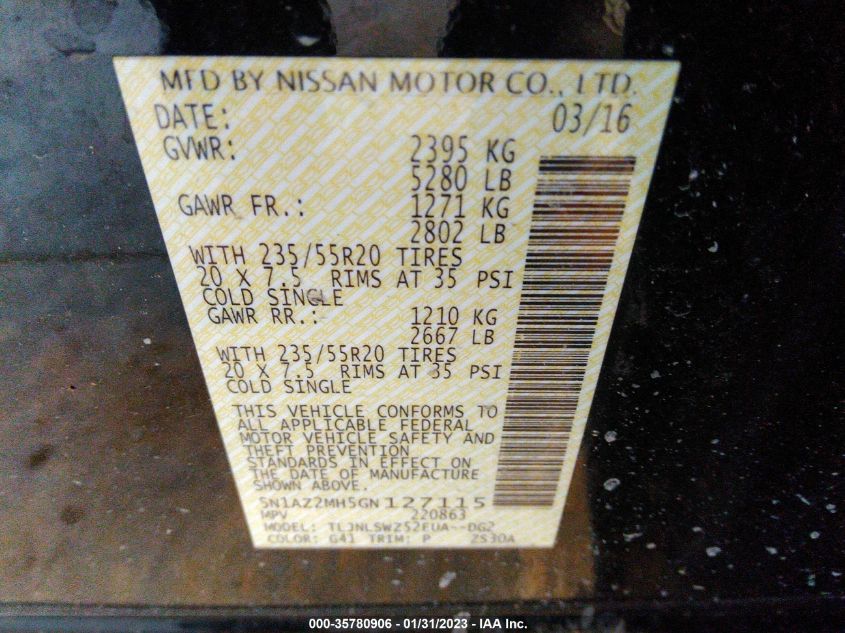 MFD BY NISSAN MOTOR CO., LTD.
DATE: 03/16
GVWR: 2395 KG
5280 LB
GAWR FR.: 1271 KG
2802 LB
WITH 235/55R20 TIRES
20 X 7.5 RIMS AT 35 PSI
COLD SINGLE
GAWR RR.: 1210 KG
2667 LB
WITH 235/55R20 TIRES
20 X 7.5 RIMS AT 35 PSI
COLD SINGLE
THIS VEHICLE CONFORMS TO
ALL APPLICABLE FEDERAL
MOTOR VEHICLE SAFETY AND
THEFT PREVENTION
STANDARDS IN EFFECT ON
THE DATE OF MANUFACTURE
SHOWN ABOVE.
5N1AZ2MH5GN127115
MPV 220863
MODEL:
COLOR: G41 TRIM: P
000-35780906 - 01/31/2023 - IAA Inc.